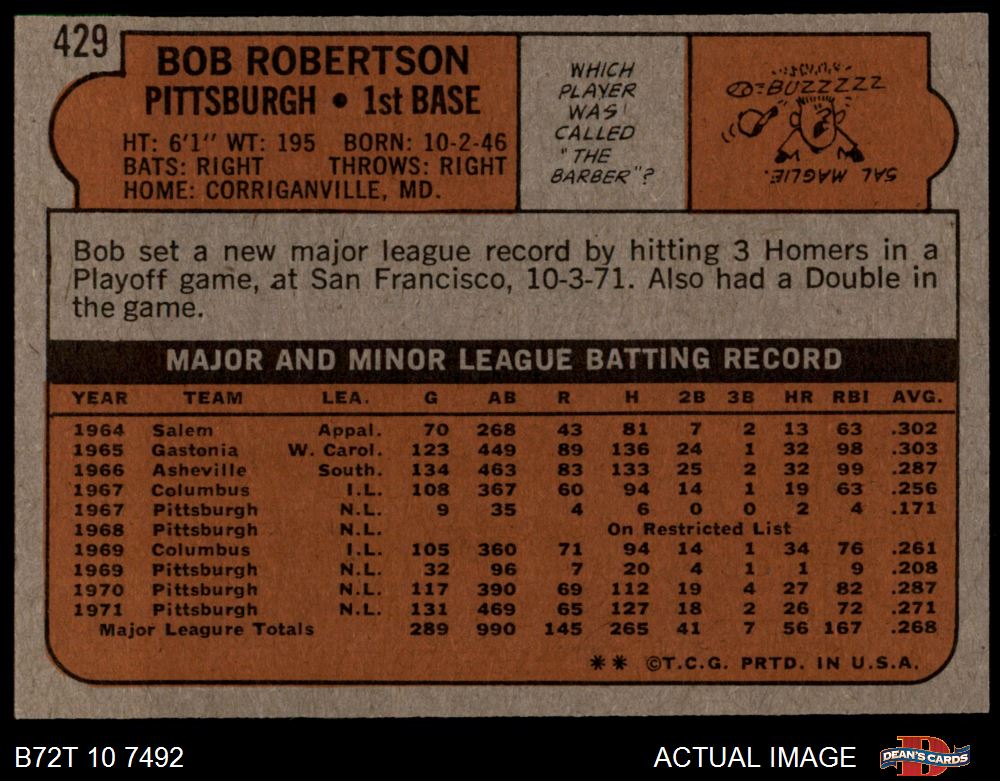 429
BOB ROBERTSON
PITTSBURGH • 1st BASE
HT: 6'1" WT: 195 BORN: 10-2-46
BATS: RIGHT THROWS: RIGHT
HOME: CORRIGANVILLE, MD.
WHICH
PLAYER
WAS
CALLED
"THE
BARBER"?
BUZZZZZ
SAL MAGLIE.
Bob set a new major league record by hitting 3 Homers in a
Playoff game, at San Francisco, 10-3-71. Also had a Double in
the game.
MAJOR AND MINOR LEAGUE BATTING RECORD
YEAR TEAM LEA. G AB R H 2B 3B HR RBI AVG.
1964 Salem Appal. 70 268 43 81 7 2 13 63 .302
1965 Gastonia W. Carol. 123 449 89 136 24 1 32 98 .303
1966 Asheville South. 134 463 83 133 25 2 32 99 .287
1967 Columbus I.L. 108 367 60 94 14 1 19 63 .256
1967 Pittsburgh N.L. 9 35 4 6 0 0 2 4 .171
1968 Pittsburgh N.L. On Restricted List
1969 Columbus I.L. 105 360 71 94 14 1 34 76 .261
1969 Pittsburgh N.L. 32 96 7 20 4 1 1 9 .208
1970 Pittsburgh N.L. 117 390 69 112 19 4 27 82 .287
1971 Pittsburgh N.L. 131 469 65 127 18 2 26 72 .271
Major Leagure Totals 289 990 145 265 41 7 56 167 .268
** ©T.C.G. PRTD. IN U.S.A.
B72T 10 7492
ACTUAL IMAGE
DEAN'S CARDS